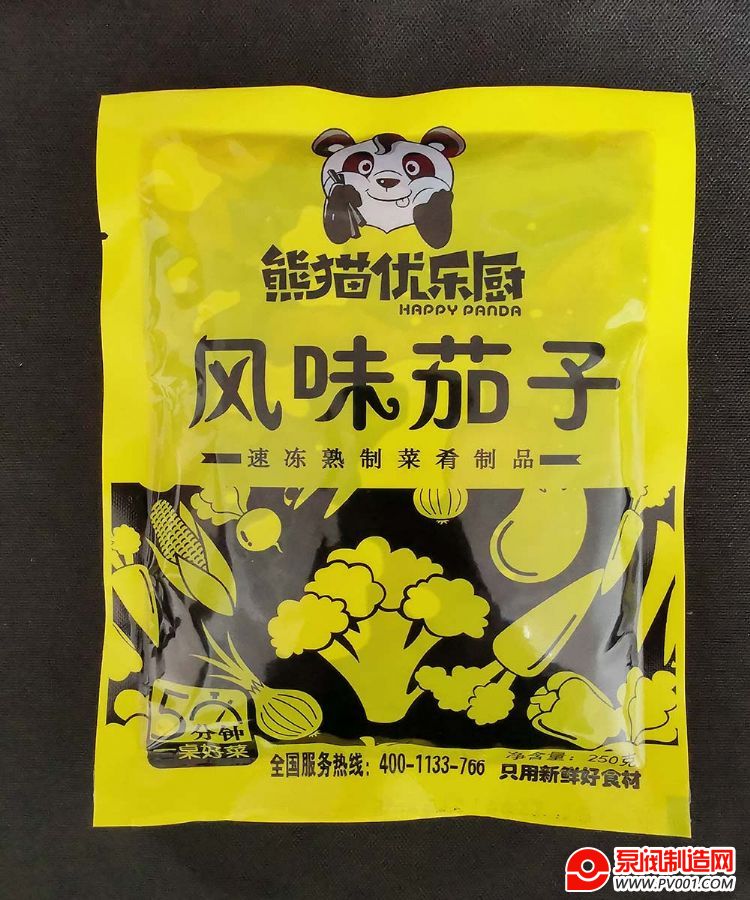 熊猫优乐厨
HAPPY PANDA
风味茄子
速冻熟制菜肴制品
50分钟
一桌好菜
净含量：250克
全国服务热线：400-1133-766
只用新鲜好食材
泵阀制造网
WWW.PV001.COM